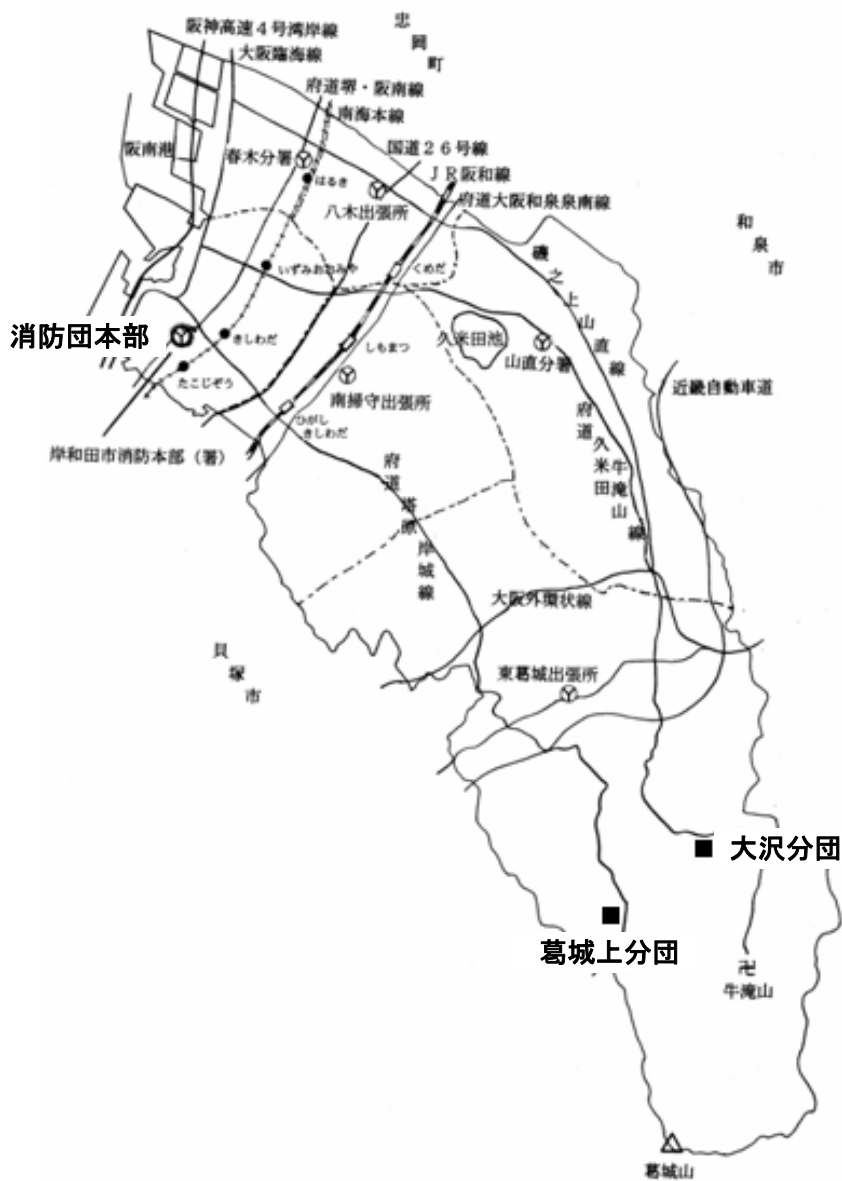 忠岡町
阪神高速4号湾岸線
大阪臨海線
府道堺・阪南線
南海本線
阪南港
春木分署
はるき
国道26号線
JR阪和線
八木出張所
府道大阪和泉泉南線
和泉市
磯之上山直線
いずみおおみや
くめだ
消防団本部
きしわだ
しもまつ
久米田池
山直分署
たこじぞう
南掃守出張所
近畿自動車道
ひがし
きしわだ
府道久米田牛滝山線
岸和田市消防本部(署)
府道塔原岸城線
大阪外環状線
貝塚市
東葛城出張所
大沢分団
葛城上分団
卍
牛滝山
葛城山